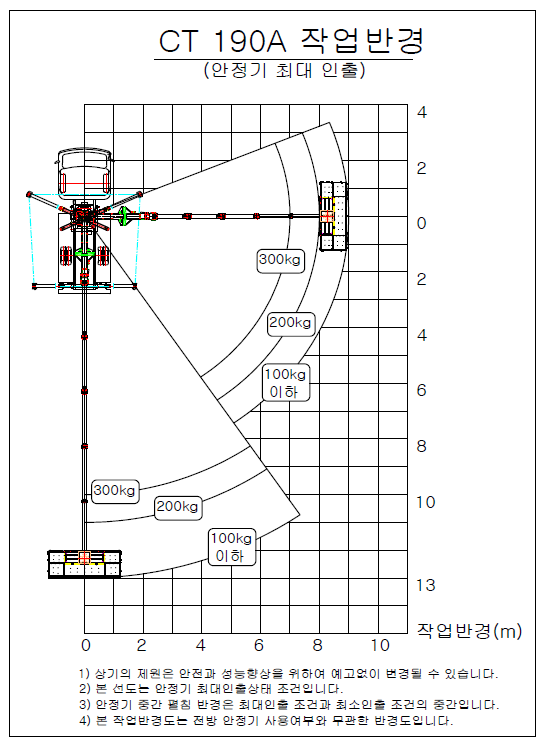 CT 190A 작업반경
(안정기 최대 인출)
4
2
0
300kg
2
200kg
4
100kg
이하
6
8
300kg
200kg
10
100kg
이하
13
0 2 4 6 8 10 작업반경(m)
1) 상기의 제원은 안전과 성능향상을 위하여 예고없이 변경될 수 있습니다.
2) 본 선도는 안정기 최대인출상태 조건입니다.
3) 안정기 중간 펼침 반경은 최대인출 조건과 최소인출 조건의 중간입니다.
4) 본 작업반경도는 전방 안정기 사용여부와 무관한 반경도입니다.